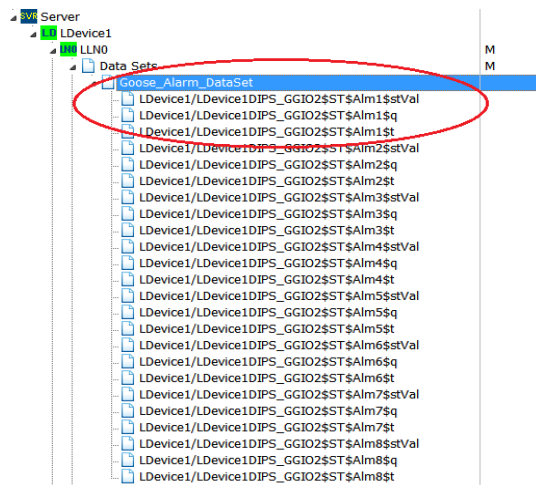 SVR Server
LD LDevice1
LN0 LLN0 M
Data Sets M
Goose_Alarm_DataSet
LDevice1/LDevice1DIPS_GGIO2$ST$Alm1$stVal
LDevice1/LDevice1DIPS_GGIO2$ST$Alm1$q
LDevice1/LDevice1DIPS_GGIO2$ST$Alm1$t
LDevice1/LDevice1DIPS_GGIO2$ST$Alm2$stVal
LDevice1/LDevice1DIPS_GGIO2$ST$Alm2$q
LDevice1/LDevice1DIPS_GGIO2$ST$Alm2$t
LDevice1/LDevice1DIPS_GGIO2$ST$Alm3$stVal
LDevice1/LDevice1DIPS_GGIO2$ST$Alm3$q
LDevice1/LDevice1DIPS_GGIO2$ST$Alm3$t
LDevice1/LDevice1DIPS_GGIO2$ST$Alm4$stVal
LDevice1/LDevice1DIPS_GGIO2$ST$Alm4$q
LDevice1/LDevice1DIPS_GGIO2$ST$Alm4$t
LDevice1/LDevice1DIPS_GGIO2$ST$Alm5$stVal
LDevice1/LDevice1DIPS_GGIO2$ST$Alm5$q
LDevice1/LDevice1DIPS_GGIO2$ST$Alm5$t
LDevice1/LDevice1DIPS_GGIO2$ST$Alm6$stVal
LDevice1/LDevice1DIPS_GGIO2$ST$Alm6$q
LDevice1/LDevice1DIPS_GGIO2$ST$Alm6$t
LDevice1/LDevice1DIPS_GGIO2$ST$Alm7$stVal
LDevice1/LDevice1DIPS_GGIO2$ST$Alm7$q
LDevice1/LDevice1DIPS_GGIO2$ST$Alm7$t
LDevice1/LDevice1DIPS_GGIO2$ST$Alm8$stVal
LDevice1/LDevice1DIPS_GGIO2$ST$Alm8$q
LDevice1/LDevice1DIPS_GGIO2$ST$Alm8$t